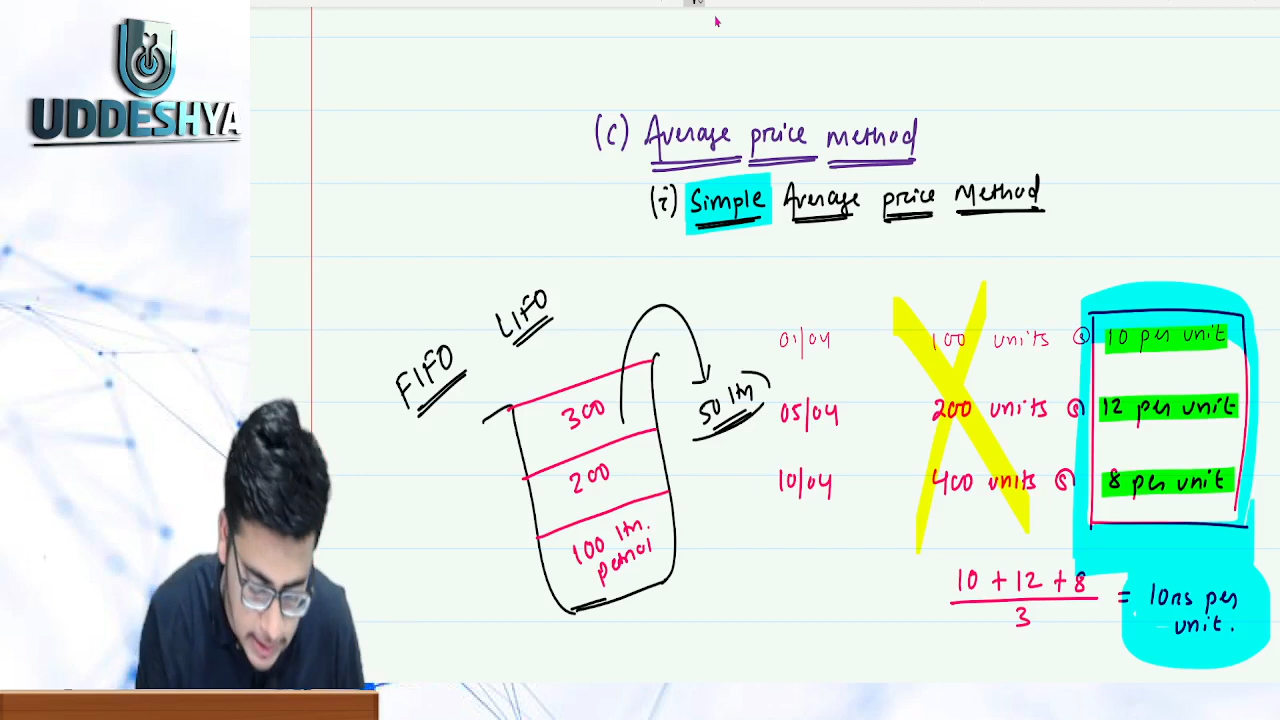 UDDESHYA
(c) Average price method
(i) Simple Average price Method
FIFO
LIFO
300
200
100 ltr.
petrol
50 ltr
01/04 100 units @ 10 per unit
05/04 200 units @ 12 per unit
10/04 400 units @ 8 per unit
10 + 12 + 8
3
= 10rs per
unit.